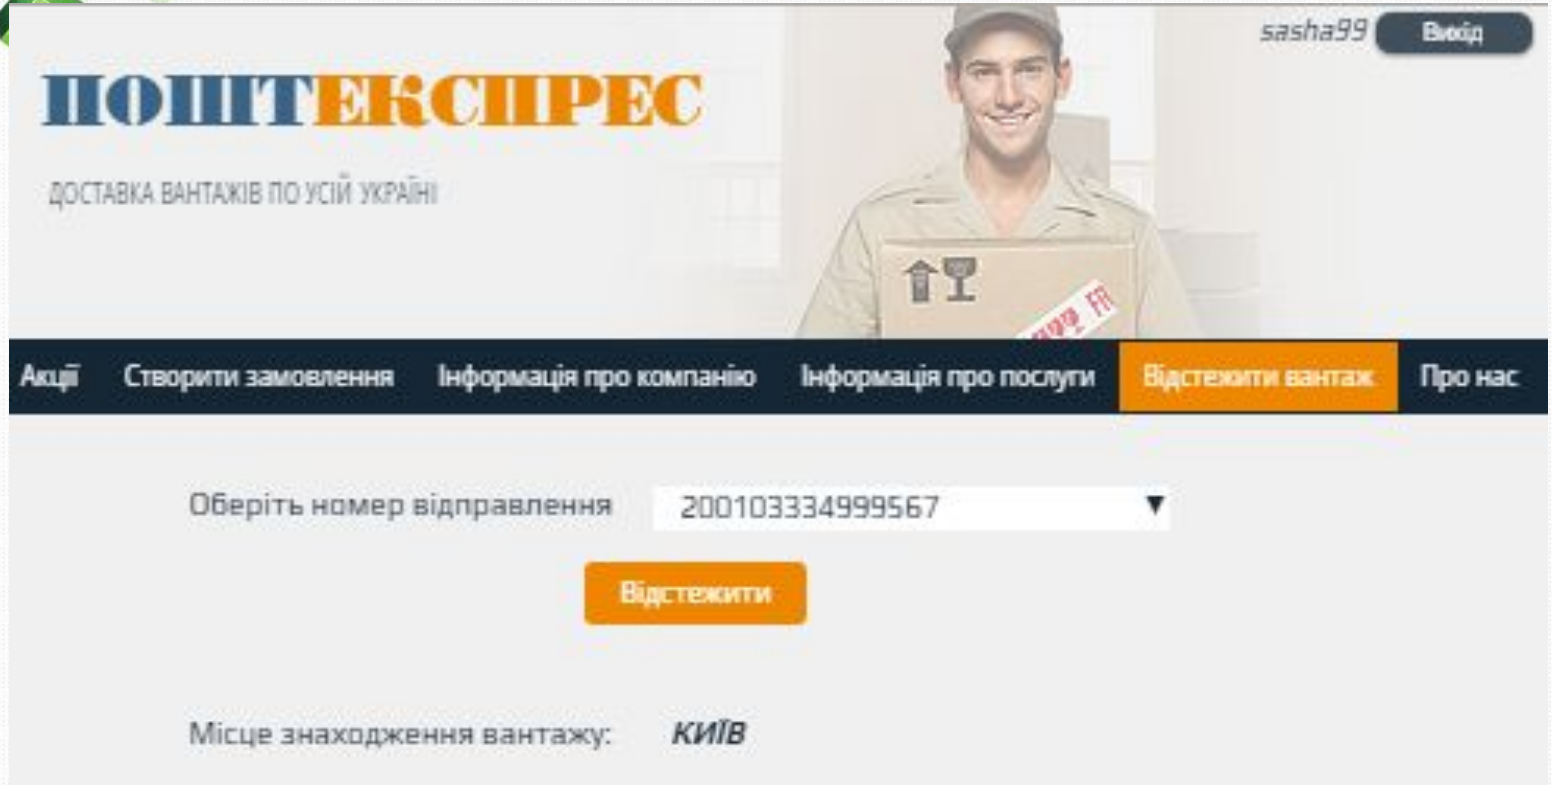 sasha99 Вихід
ПОШТЕКСПРЕС
ДОСТАВКА ВАНТАЖІВ ПО УСІЙ УКРАЇНІ
Акції Створити замовлення Інформація про компанію Інформація про послуги Відстежити вантаж Про нас
Оберіть номер відправлення 200103334999567
Відстежити
Місце знаходження вантажу: КИЇВ